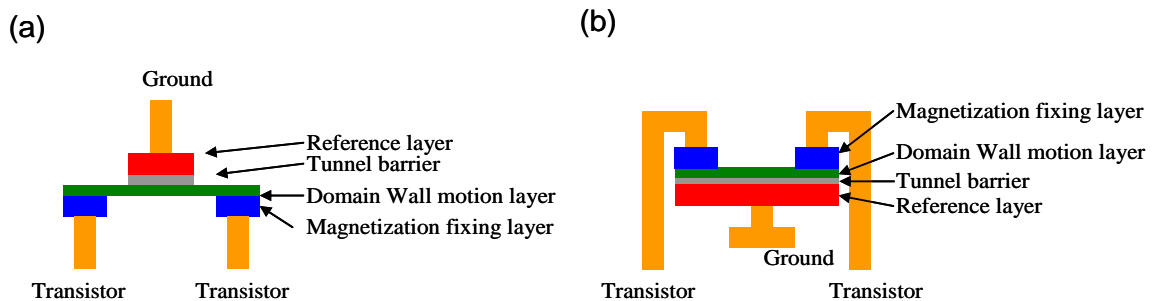 (a)
Ground
Reference layer
Tunnel barrier
Domain Wall motion layer
Magnetization fixing layer
Transistor Transistor
(b)
Magnetization fixing layer
Domain Wall motion layer
Tunnel barrier
Reference layer
Ground
Transistor Transistor